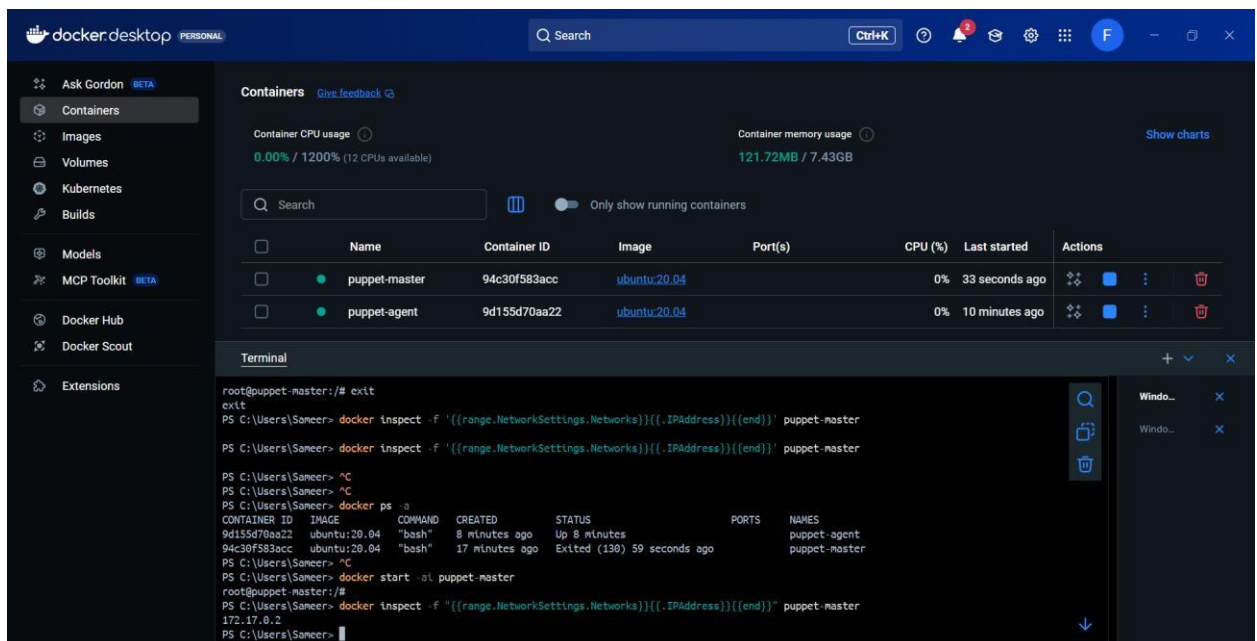 docker.desktop PERSONAL
Search
Ctrl+K
2
F
Ask Gordon BETA
Containers
Images
Volumes
Kubernetes
Builds
Models
MCP Toolkit BETA
Docker Hub
Docker Scout
Extensions
Containers Give feedback
Container CPU usage
0.00% / 1200% (12 CPUs available)
Container memory usage
121.72MB / 7.43GB
Show charts
Search
Only show running containers
Name Container ID Image Port(s) CPU (%) Last started Actions
puppet-master 94c30f583acc ubuntu:20.04 0% 33 seconds ago
puppet-agent 9d155d70aa22 ubuntu:20.04 0% 10 minutes ago
Terminal
root@puppet-master:/# exit
exit
PS C:\Users\Sameer> docker inspect -f '{{range.NetworkSettings.Networks}}{{.IPAddress}}{{end}}' puppet-master
PS C:\Users\Sameer> docker inspect -f '{{range.NetworkSettings.Networks}}{{.IPAddress}}{{end}}' puppet-master
PS C:\Users\Sameer> ^C
PS C:\Users\Sameer> ^C
PS C:\Users\Sameer> docker ps -a
CONTAINER ID IMAGE COMMAND CREATED STATUS PORTS NAMES
9d155d70aa22 ubuntu:20.04 "bash" 8 minutes ago Up 8 minutes puppet-agent
94c30f583acc ubuntu:20.04 "bash" 17 minutes ago Exited (130) 59 seconds ago puppet-master
PS C:\Users\Sameer> ^C
PS C:\Users\Sameer> docker start -ai puppet-master
root@puppet-master:/#
PS C:\Users\Sameer> docker inspect -f "{{range.NetworkSettings.Networks}}{{.IPAddress}}{{end}}" puppet-master
172.17.0.2
PS C:\Users\Sameer>
Windo...
Windo...